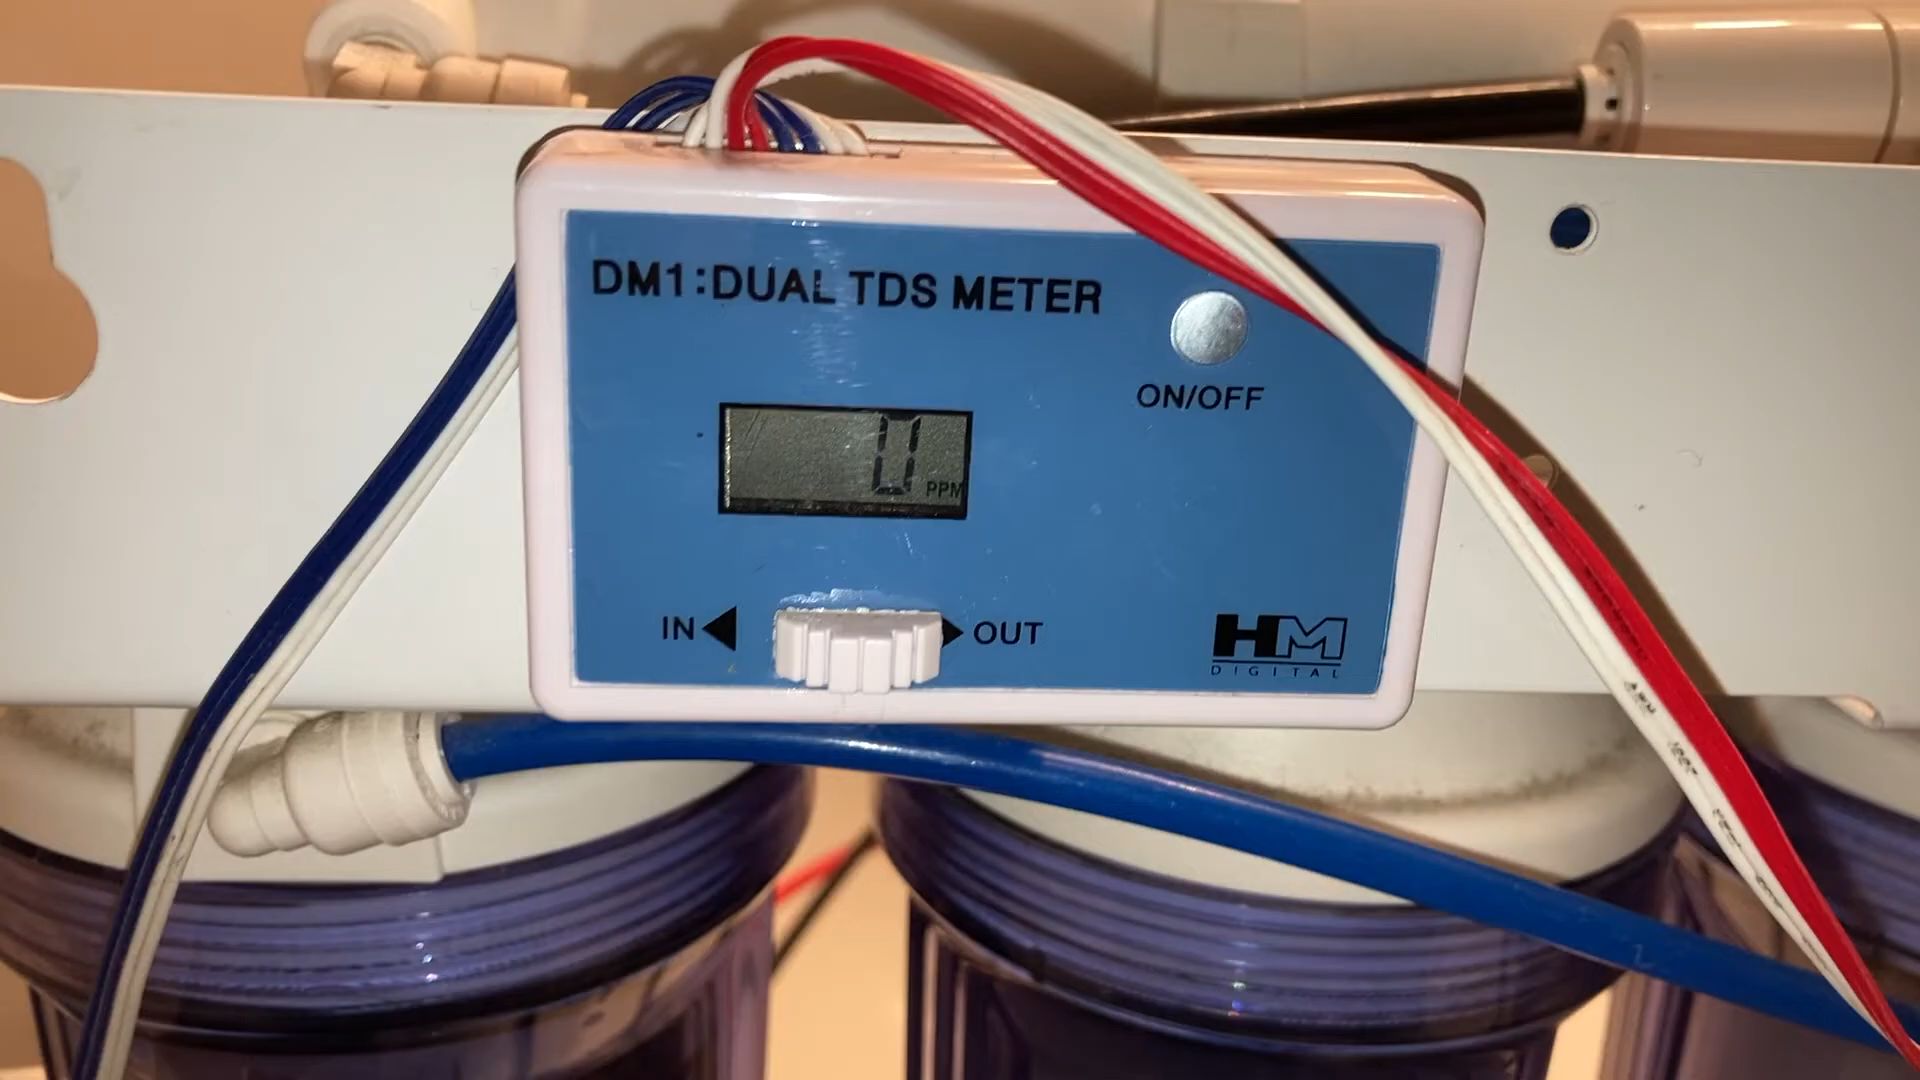 DM1:DUAL TDS METER
ON/OFF
0 PPM
IN OUT
HM
DIGITAL